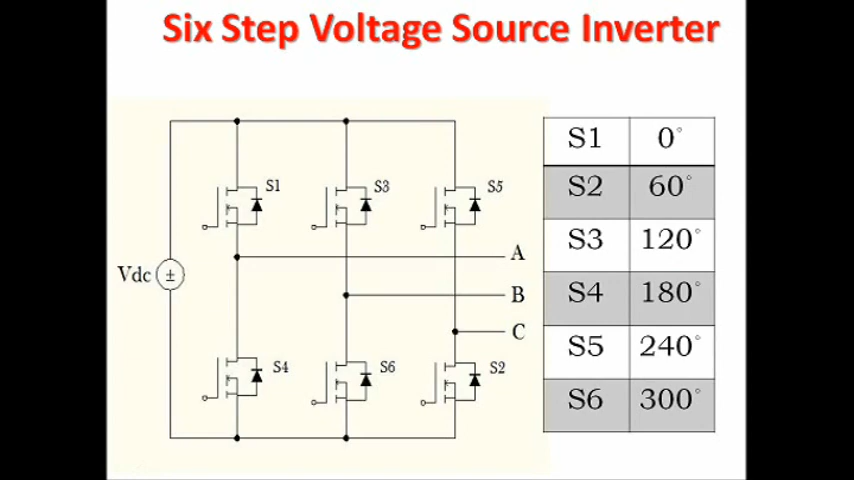 Six Step Voltage Source Inverter
S1 S3 S5
Vdc ±
A
B
C
S4 S6 S2
S1 0°
S2 60°
S3 120°
S4 180°
S5 240°
S6 300°